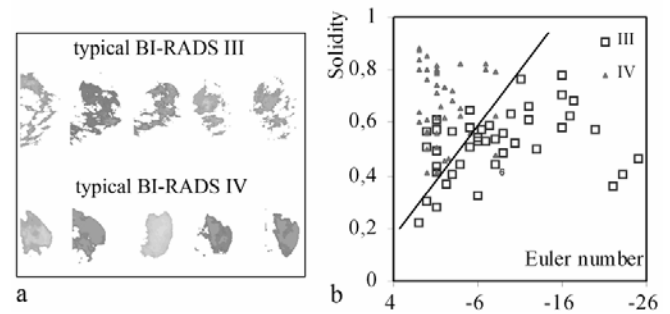 typical BI-RADS III
typical BI-RADS IV
a
Solidity
1
0,8
0,6
0,4
0,2
0
4
-6
-16
-26
III
IV
6
Euler number
b